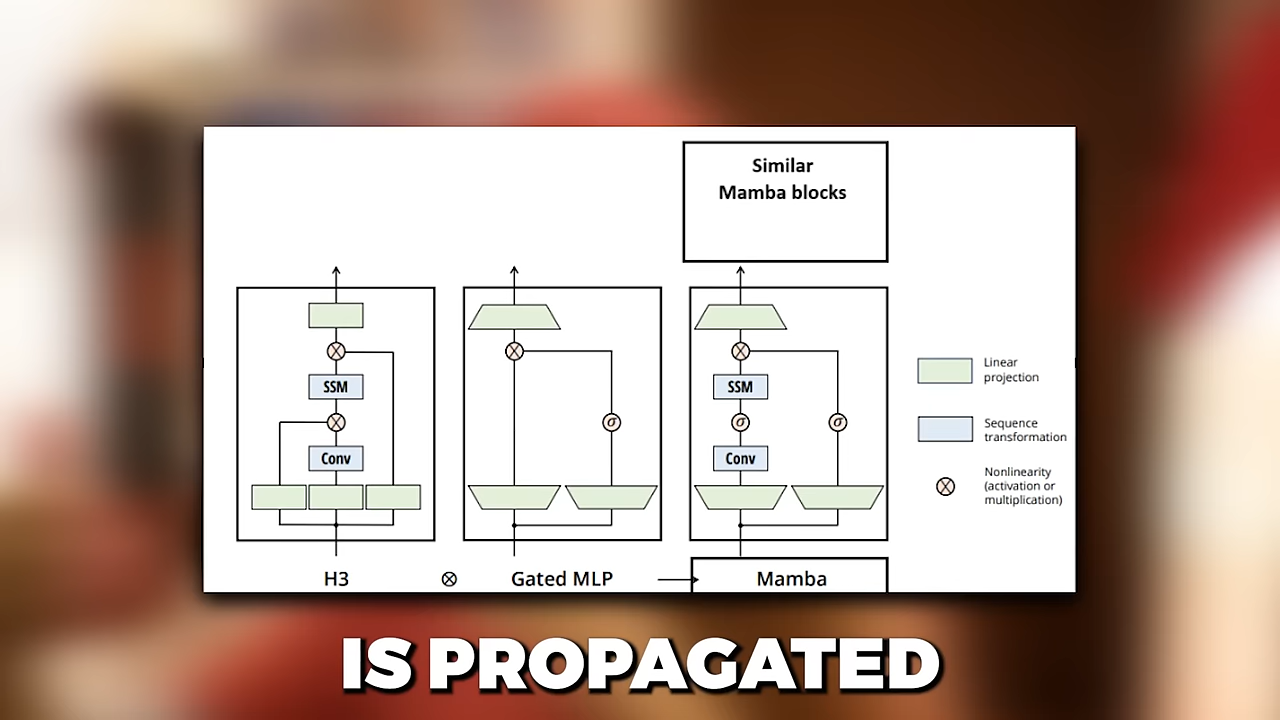 Similar
Mamba blocks
SSM
Conv
σ
SSM
σ
σ
Conv
Linear
projection
Sequence
transformation
Nonlinearity
(activation or
multiplication)
H3
⊗
Gated MLP
Mamba
IS PROPAGATED